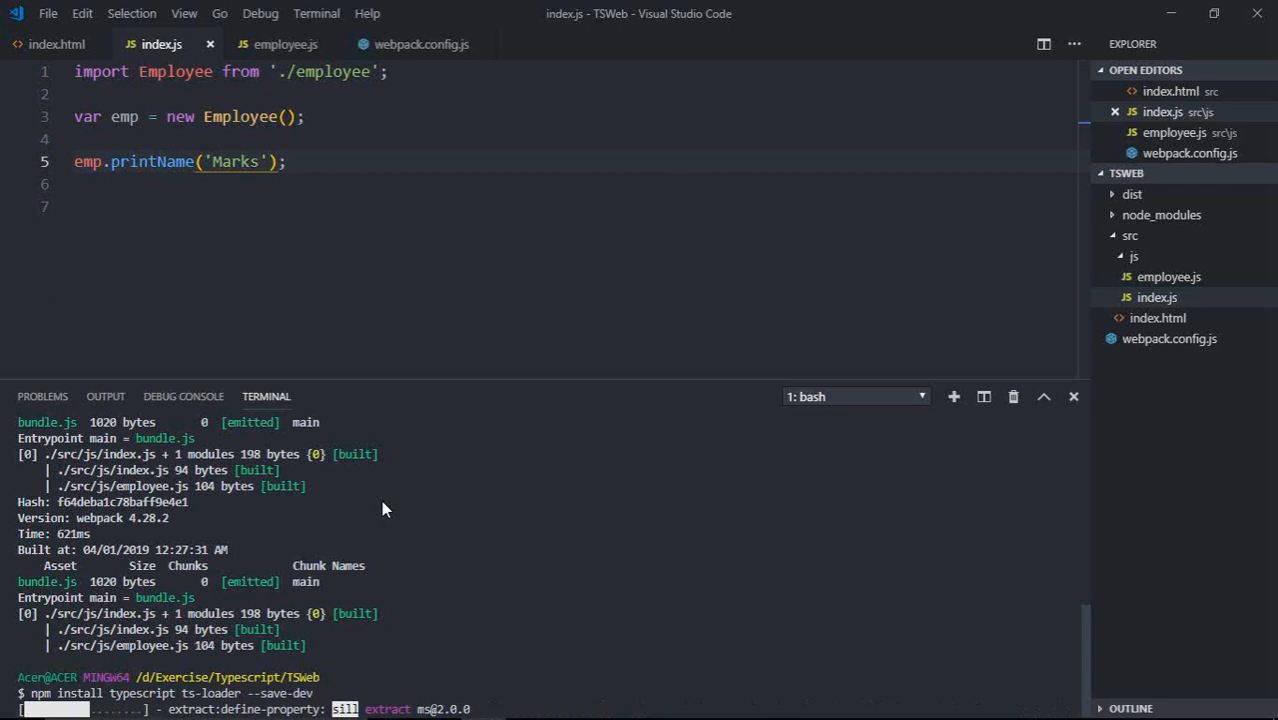 File Edit Selection View Go Debug Terminal Help
index.js - TSWeb - Visual Studio Code
index.html JS index.js JS employee.js webpack.config.js
1 import Employee from './employee';
2
3 var emp = new Employee();
4
5 emp.printName('Marks');
6
7
EXPLORER
OPEN EDITORS
index.html src
JS index.js src\js
JS employee.js src\js
webpack.config.js
TSWEB
dist
node_modules
src
js
JS employee.js
JS index.js
index.html
webpack.config.js
OUTLINE
PROBLEMS OUTPUT DEBUG CONSOLE TERMINAL 1: bash
bundle.js 1020 bytes 0 [emitted] main
Entrypoint main = bundle.js
[0] ./src/js/index.js + 1 modules 198 bytes {0} [built]
| ./src/js/index.js 94 bytes [built]
| ./src/js/employee.js 104 bytes [built]
Hash: f64deba1c78baff9e4e1
Version: webpack 4.28.2
Time: 621ms
Built at: 04/01/2019 12:27:31 AM
Asset Size Chunks Chunk Names
bundle.js 1020 bytes 0 [emitted] main
Entrypoint main = bundle.js
[0] ./src/js/index.js + 1 modules 198 bytes {0} [built]
| ./src/js/index.js 94 bytes [built]
| ./src/js/employee.js 104 bytes [built]
Acer@ACER MINGW64 /d/Exercise/Typescript/TSWeb
$ npm install typescript ts-loader --save-dev
[ ........] - extract:define-property: sill extract ms@2.0.0